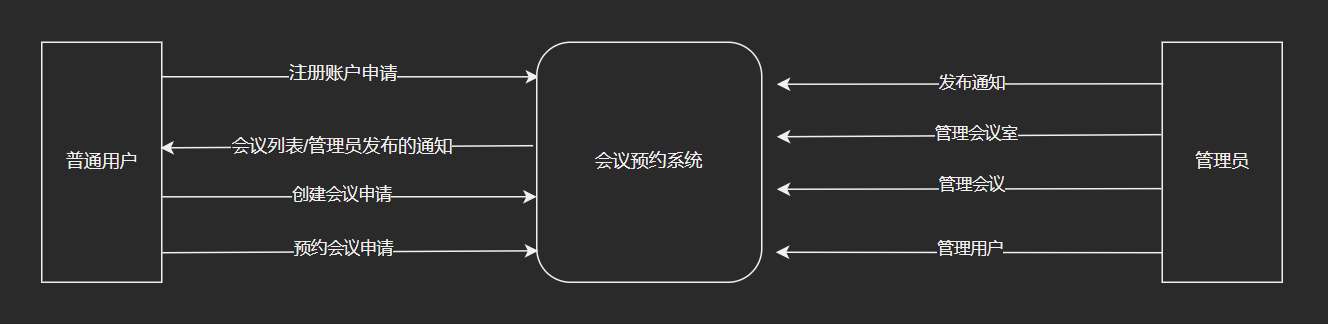 普通用户
注册账户申请
会议列表/管理员发布的通知
创建会议申请
预约会议申请
会议预约系统
发布通知
管理会议室
管理会议
管理用户
管理员